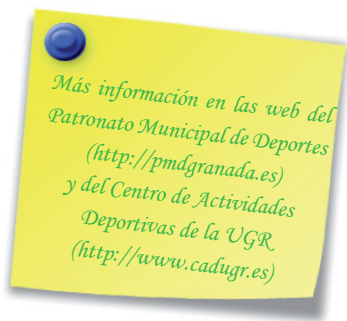 Más información en las web del
Patronato Municipal de Deportes
(http://pmdgranada.es)
y del Centro de Actividades
Deportivas de la UGR
(http://www.cadugr.es)